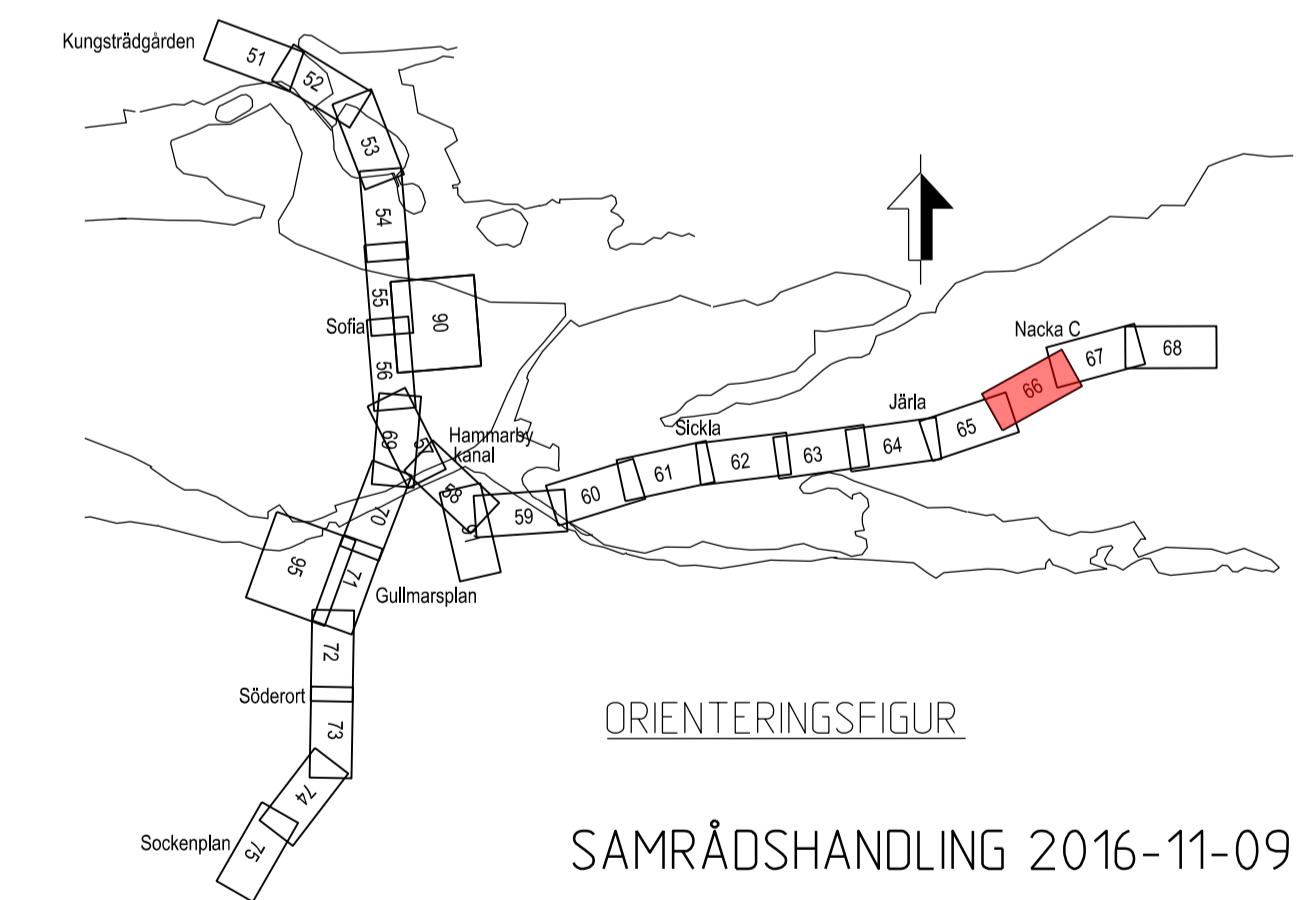 Kungsträdgården
51
52
53
54
55
Sofia
90
56
69
57
Hammarby
kanal
58
70
59
60
61
Sickla
62
63
64
Järla
65
66
Nacka C
67
68
95
71
Gullmarsplan
72
Söderort
73
74
Sockenplan
75
ORIENTERINGSFIGUR
SAMRÅDSHANDLING 2016-11-09